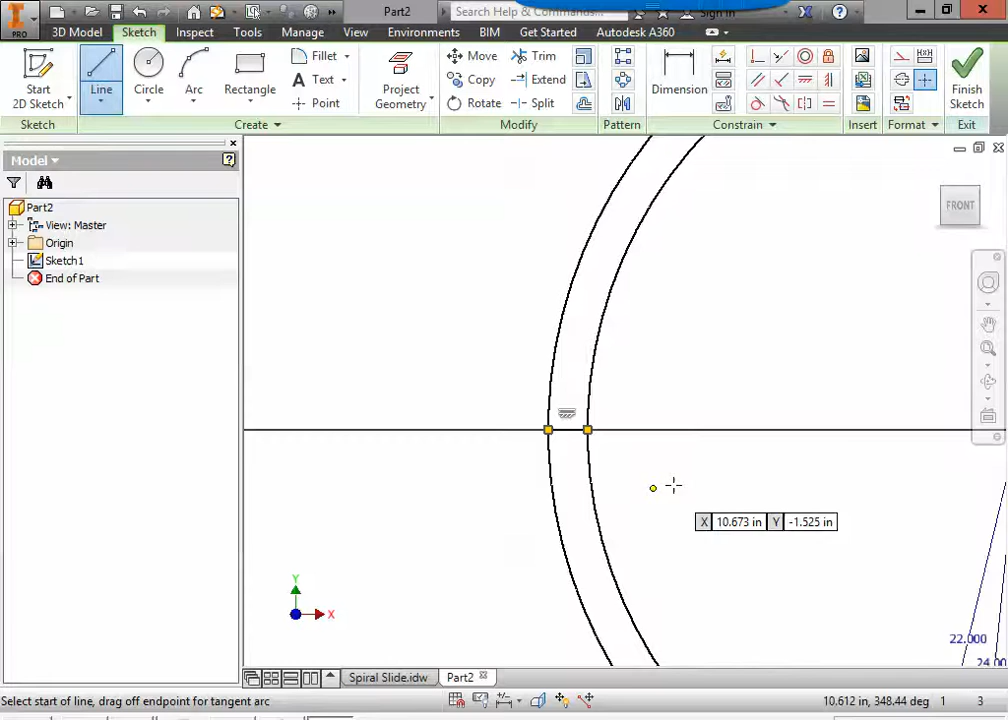 Part2
Search Help & Commands...
Sign In
PRO
3D Model
Sketch
Inspect
Tools
Manage
View
Environments
BIM
Get Started
Autodesk A360
Start
2D Sketch
Line
Circle
Arc
Rectangle
Fillet
Text
Point
Project
Geometry
Move
Copy
Rotate
Trim
Extend
Split
Dimension
Finish
Sketch
Sketch
Create
Modify
Pattern
Constrain
Insert
Format
Exit
Model
Part2
View: Master
Origin
Sketch1
End of Part
FRONT
X 10.673 in Y -1.525 in
Y
X
22.000
24.00
Spiral Slide.idw
Part2
Select start of line, drag off endpoint for tangent arc
10.612 in, 348.44 deg 1 3